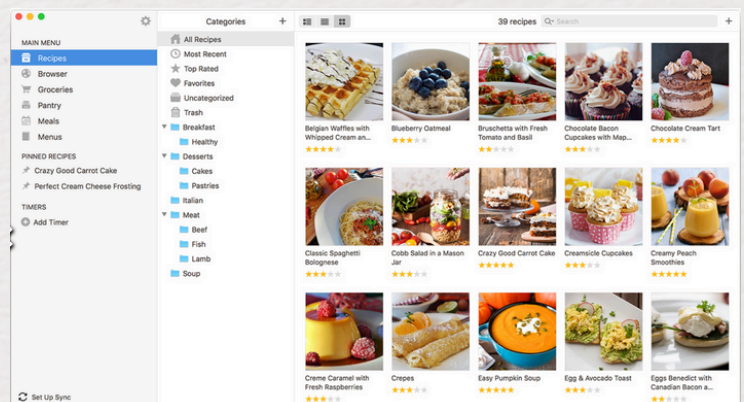 Categories
+
39 recipes
Search
+
MAIN MENU
Recipes
Browser
Groceries
Pantry
Meals
Menus
PINNED RECIPES
Crazy Good Carrot Cake
Perfect Cream Cheese Frosting
TIMERS
Add Timer
Set Up Sync
All Recipes
Most Recent
Top Rated
Favorites
Uncategorized
Trash
Breakfast
Healthy
Desserts
Cakes
Pastries
Italian
Meat
Beef
Fish
Lamb
Soup
Belgian Waffles with
Whipped Cream an...
Blueberry Oatmeal
Bruschetta with Fresh
Tomato and Basil
Chocolate Bacon
Cupcakes with Map...
Chocolate Cream Tart
Classic Spaghetti
Bolognese
Cobb Salad in a Mason
Jar
Crazy Good Carrot Cake
Creamsicle Cupcakes
Creamy Peach
Smoothies
Creme Caramel with
Fresh Raspberries
Crepes
Easy Pumpkin Soup
Egg & Avocado Toast
Eggs Benedict with
Canadian Bacon a...